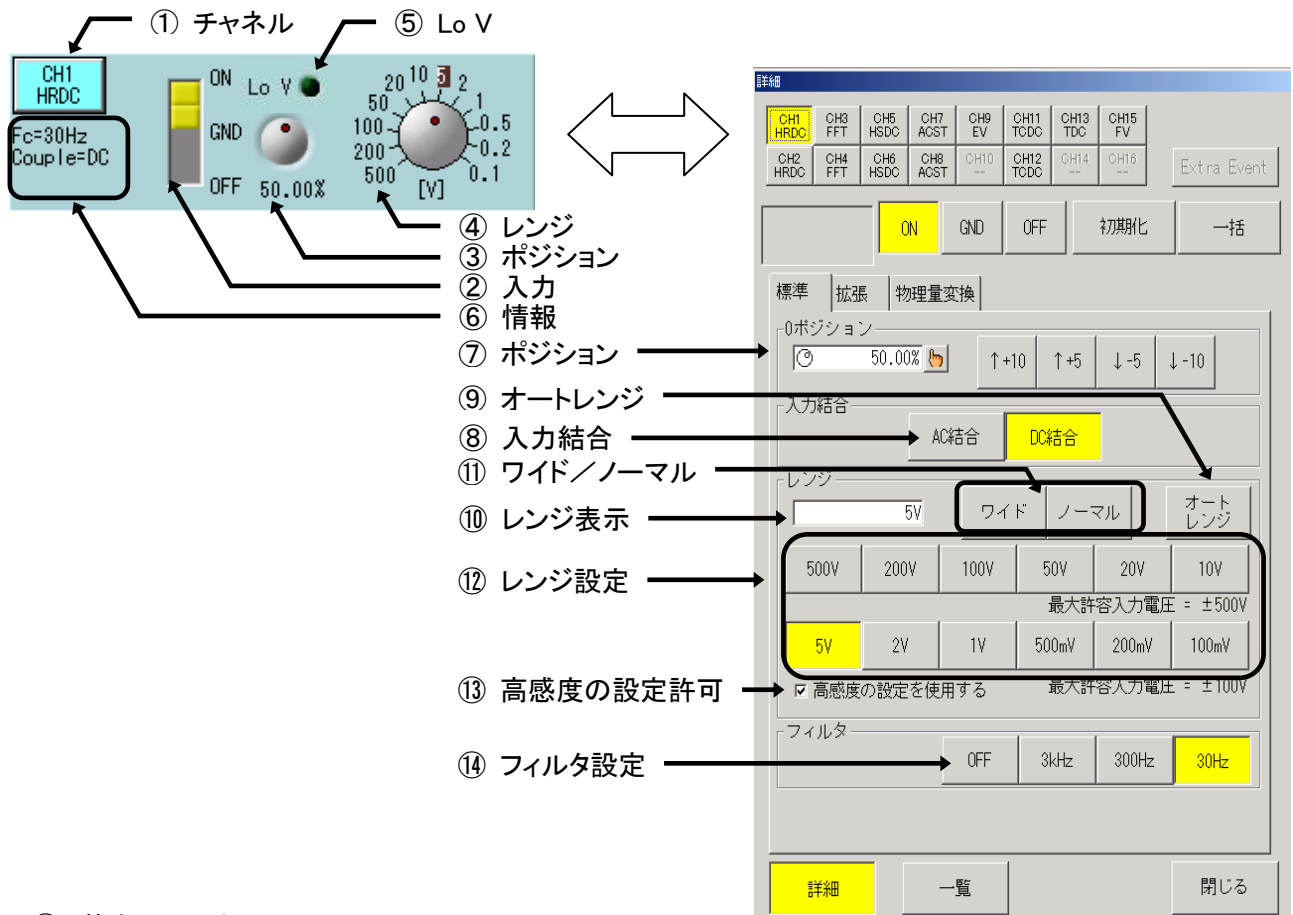 ① チャネル
⑤ Lo V
CH1
HRDC
Fc=30Hz
Couple=DC
ON
GND
OFF
Lo V
50.00%
500
200
100
50
20
10
5
2
1
0.5
0.2
0.1
[V]
④ レンジ
③ ポジション
② 入力
⑥ 情報
⑦ ポジション
⑨ オートレンジ
⑧ 入力結合
⑪ ワイド／ノーマル
⑩ レンジ表示
⑫ レンジ設定
⑬ 高感度の設定許可
⑭ フィルタ設定
詳細
CH1 HRDC
CH3 FFT
CH5 HSDC
CH7 ACST
CH9 EV
CH11 TCDC
CH13 TDC
CH15 FV
CH2 HRDC
CH4 FFT
CH6 HSDC
CH8 ACST
CH10 --
CH12 TCDC
CH14 --
CH16 --
Extra Event
ON
GND
OFF
初期化
一括
標準
拡張
物理量変換
0ポジション
50.00%
↑+10
↑+5
↓-5
↓-10
入力結合
AC結合
DC結合
レンジ
5V
ワイド
ノーマル
オート
レンジ
500V
200V
100V
50V
20V
10V
最大許容入力電圧 = ±500V
5V
2V
1V
500mV
200mV
100mV
高感度の設定を使用する
最大許容入力電圧 = ±100V
フィルタ
OFF
3kHz
300Hz
30Hz
詳細
一覧
閉じる